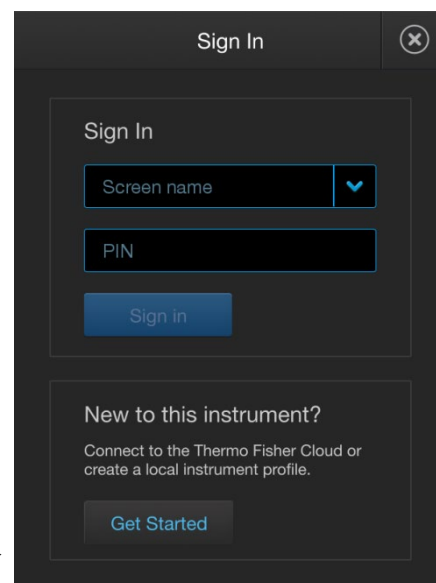 Sign In
Sign In
Screen name
PIN
Sign in
New to this instrument?
Connect to the Thermo Fisher Cloud or
create a local instrument profile.
Get Started